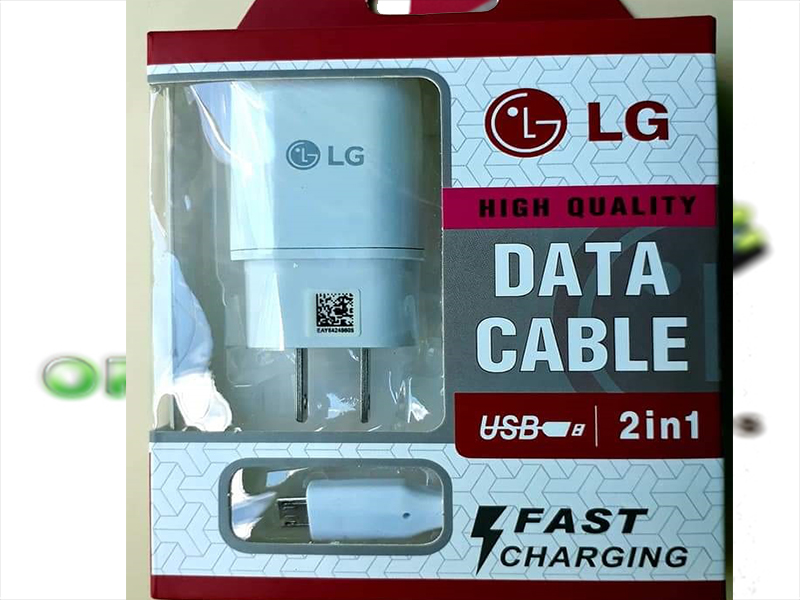 LG
LG
HIGH QUALITY
DATA
CABLE
USB 2in1
FAST
CHARGING